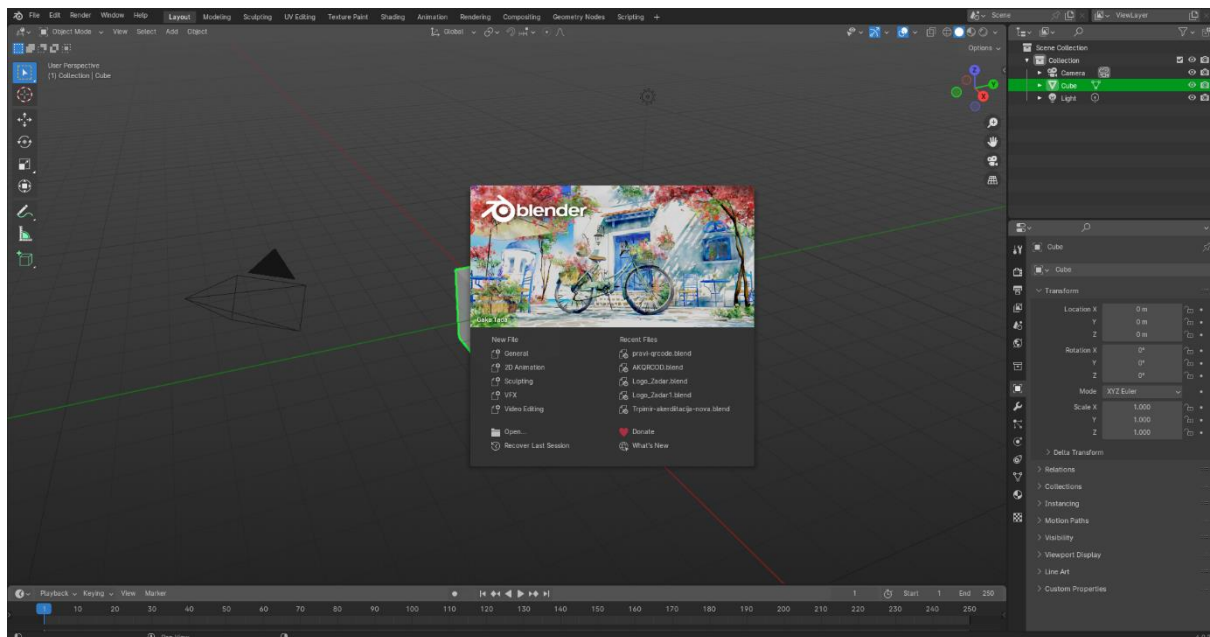 File Edit Render Window Help Layout Modeling Sculpting UV Editing Texture Paint Shading Animation Rendering Compositing Geometry Nodes Scripting + Scene ViewLayer
Object Mode View Select Add Object Global
Options
User Perspective
(1) Collection | Cube
Z
Y
X
Scene Collection
Collection
Camera
Cube
Light
blender
New File
General
2D Animation
Sculpting
VFX
Video Editing
Open...
Recover Last Session
Recent Files
pravi-qrcode.blend
AKQRCOD.blend
Logo_Zadar.blend
Logo_Zadar1.blend
Trpimir-akerditacija-nova.blend
Donate
What's New
Cube
Cube
Transform
Location X 0 m
Y 0 m
Z 0 m
Rotation X 0°
Y 0°
Z 0°
Mode XYZ Euler
Scale X 1.000
Y 1.000
Z 1.000
Delta Transform
Relations
Collections
Instancing
Motion Paths
Visibility
Viewport Display
Line Art
Custom Properties
Playback Keying View Marker 1 Start 1 End 250
1 10 20 30 40 50 60 70 80 90 100 110 120 130 140 150 160 170 180 190 200 210 220 230 240 250